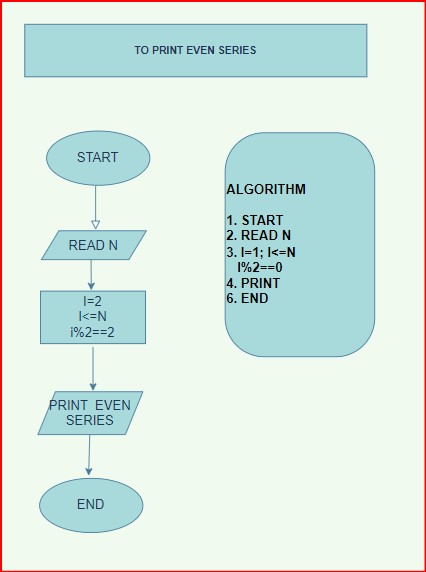 TO PRINT EVEN SERIES
START
READ N
I=2
I<=N
i%2==2
PRINT EVEN
SERIES
END
ALGORITHM
1. START
2. READ N
3. I=1; I<=N
I%2==0
4. PRINT
6. END